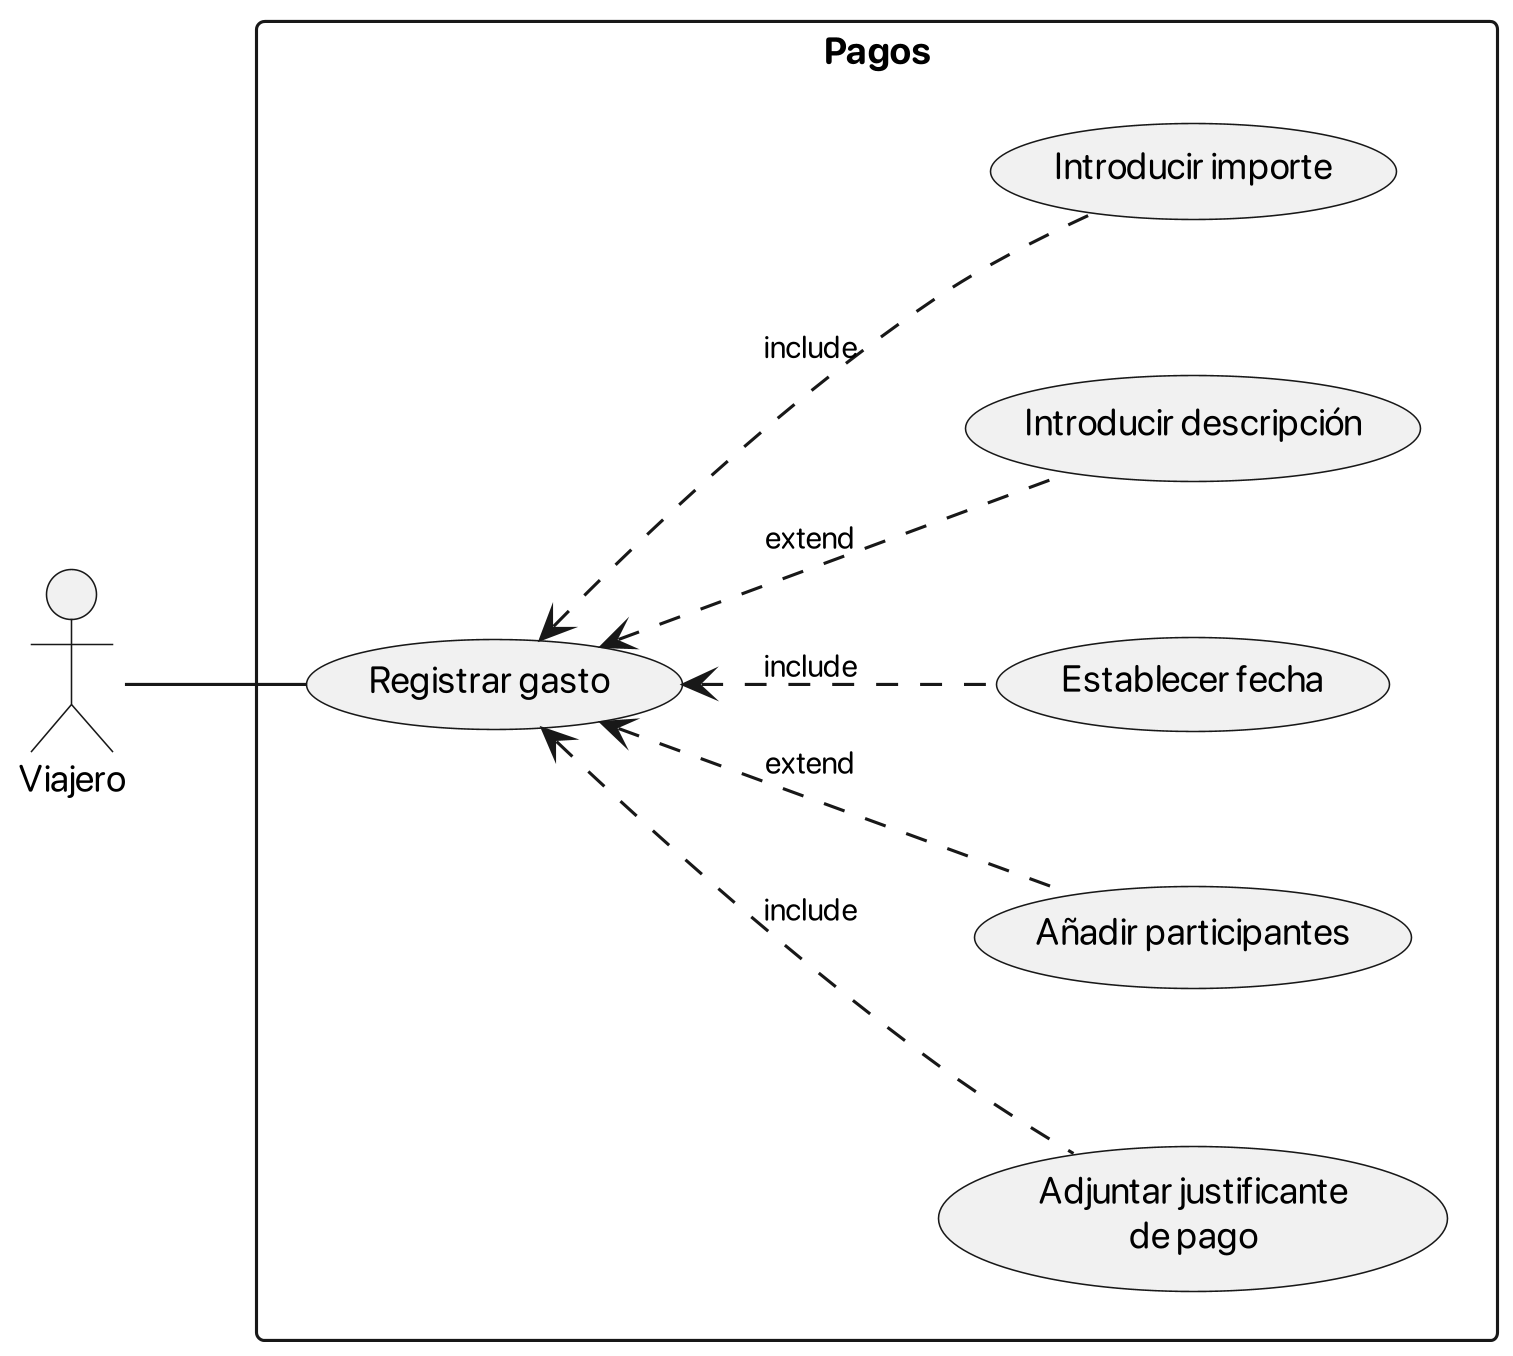 Pagos
Introducir importe
include
Introducir descripción
extend
Viajero
Registrar gasto
include
Establecer fecha
extend
Añadir participantes
include
Adjuntar justificante
de pago